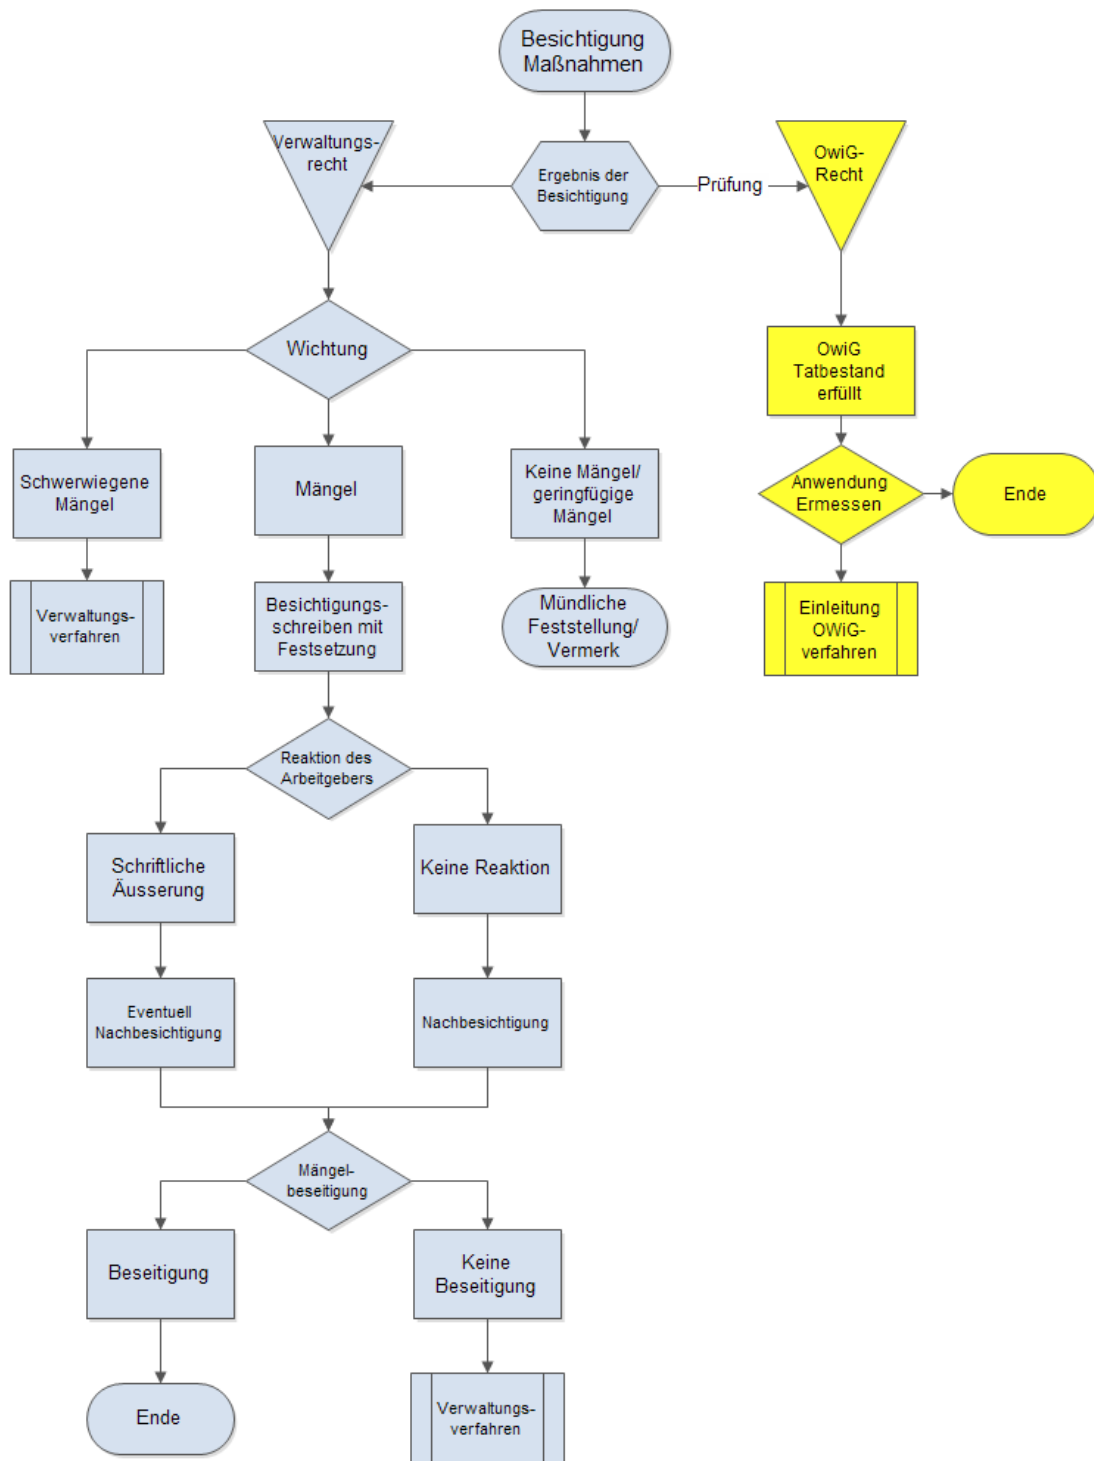 Besichtigung
Maßnahmen
Verwaltungs-
recht
Ergebnis der
Besichtigung
Prüfung
OwiG-
Recht
Wichtung
OwiG
Tatbestand
erfüllt
Schwerwiegene
Mängel
Mängel
Keine Mängel/
geringfügige
Mängel
Anwendung
Ermessen
Ende
Verwaltungs-
verfahren
Besichtigungs-
schreiben mit
Festsetzung
Mündliche
Feststellung/
Vermerk
Einleitung
OWiG-
verfahren
Reaktion des
Arbeitgebers
Schriftliche
Äusserung
Keine Reaktion
Eventuell
Nachbesichtigung
Nachbesichtigung
Mängel-
beseitigung
Beseitigung
Keine
Beseitigung
Ende
Verwaltungs-
verfahren